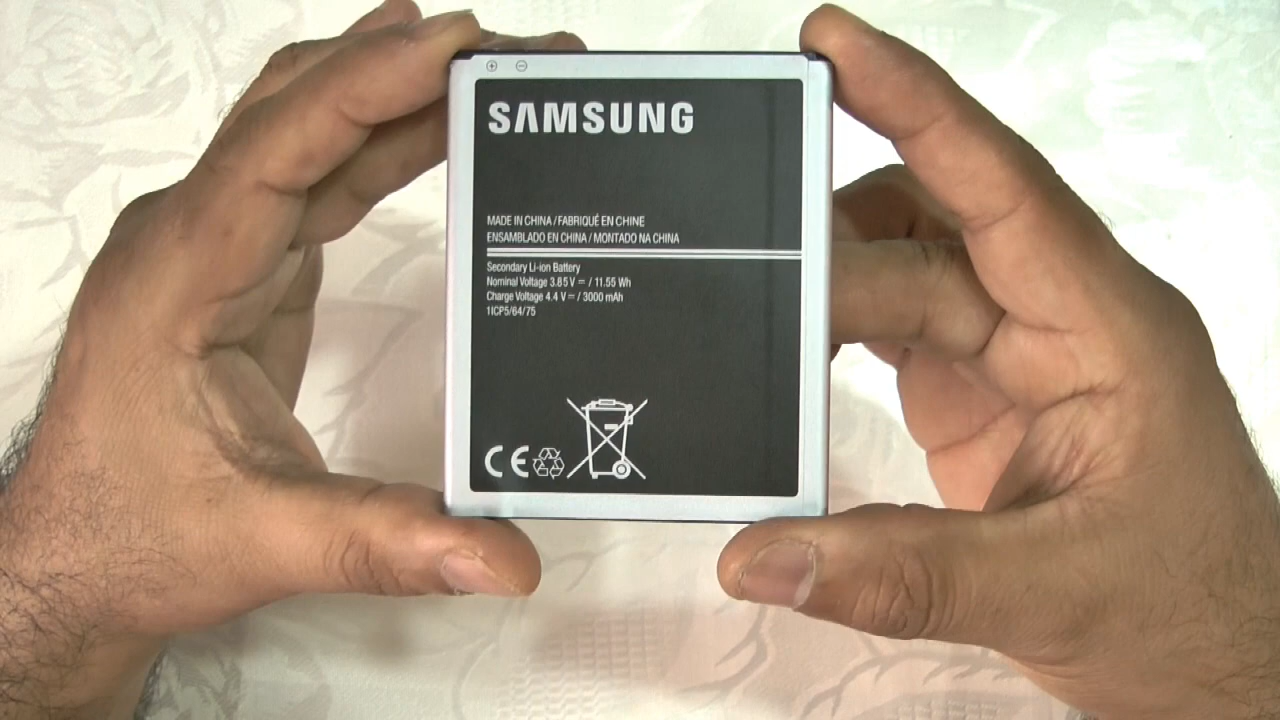 ⊕ ⊖
SAMSUNG
MADE IN CHINA / FABRIQUÉ EN CHINE
ENSAMBLADO EN CHINA / MONTADO NA CHINA
Secondary Li-ion Battery
Nominal Voltage 3.85 V ⎓ / 11.55 Wh
Charge Voltage 4.4 V ⎓ / 3000 mAh
1ICP5/64/75
CE